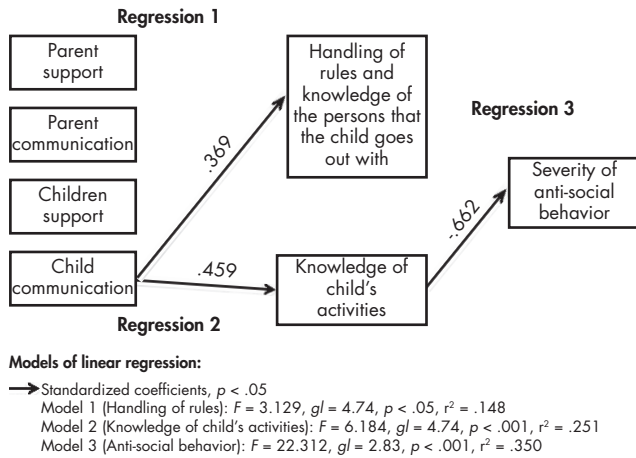 Regression 1
Parent
support
Parent
communication
Children
support
Child
communication
.369
.459
Regression 2
Handling of
rules and
knowledge of
the persons that
the child goes
out with
Knowledge of
child's
activities
-.662
Regression 3
Severity of
anti-social
behavior
Models of linear regression:
Standardized coefficients, p < .05
Model 1 (Handling of rules): F = 3.129, gl = 4.74, p < .05, r² = .148
Model 2 (Knowledge of child's activities): F = 6.184, gl = 4.74, p < .001, r² = .251
Model 3 (Anti-social behavior): F = 22.312, gl = 2.83, p < .001, r² = .350